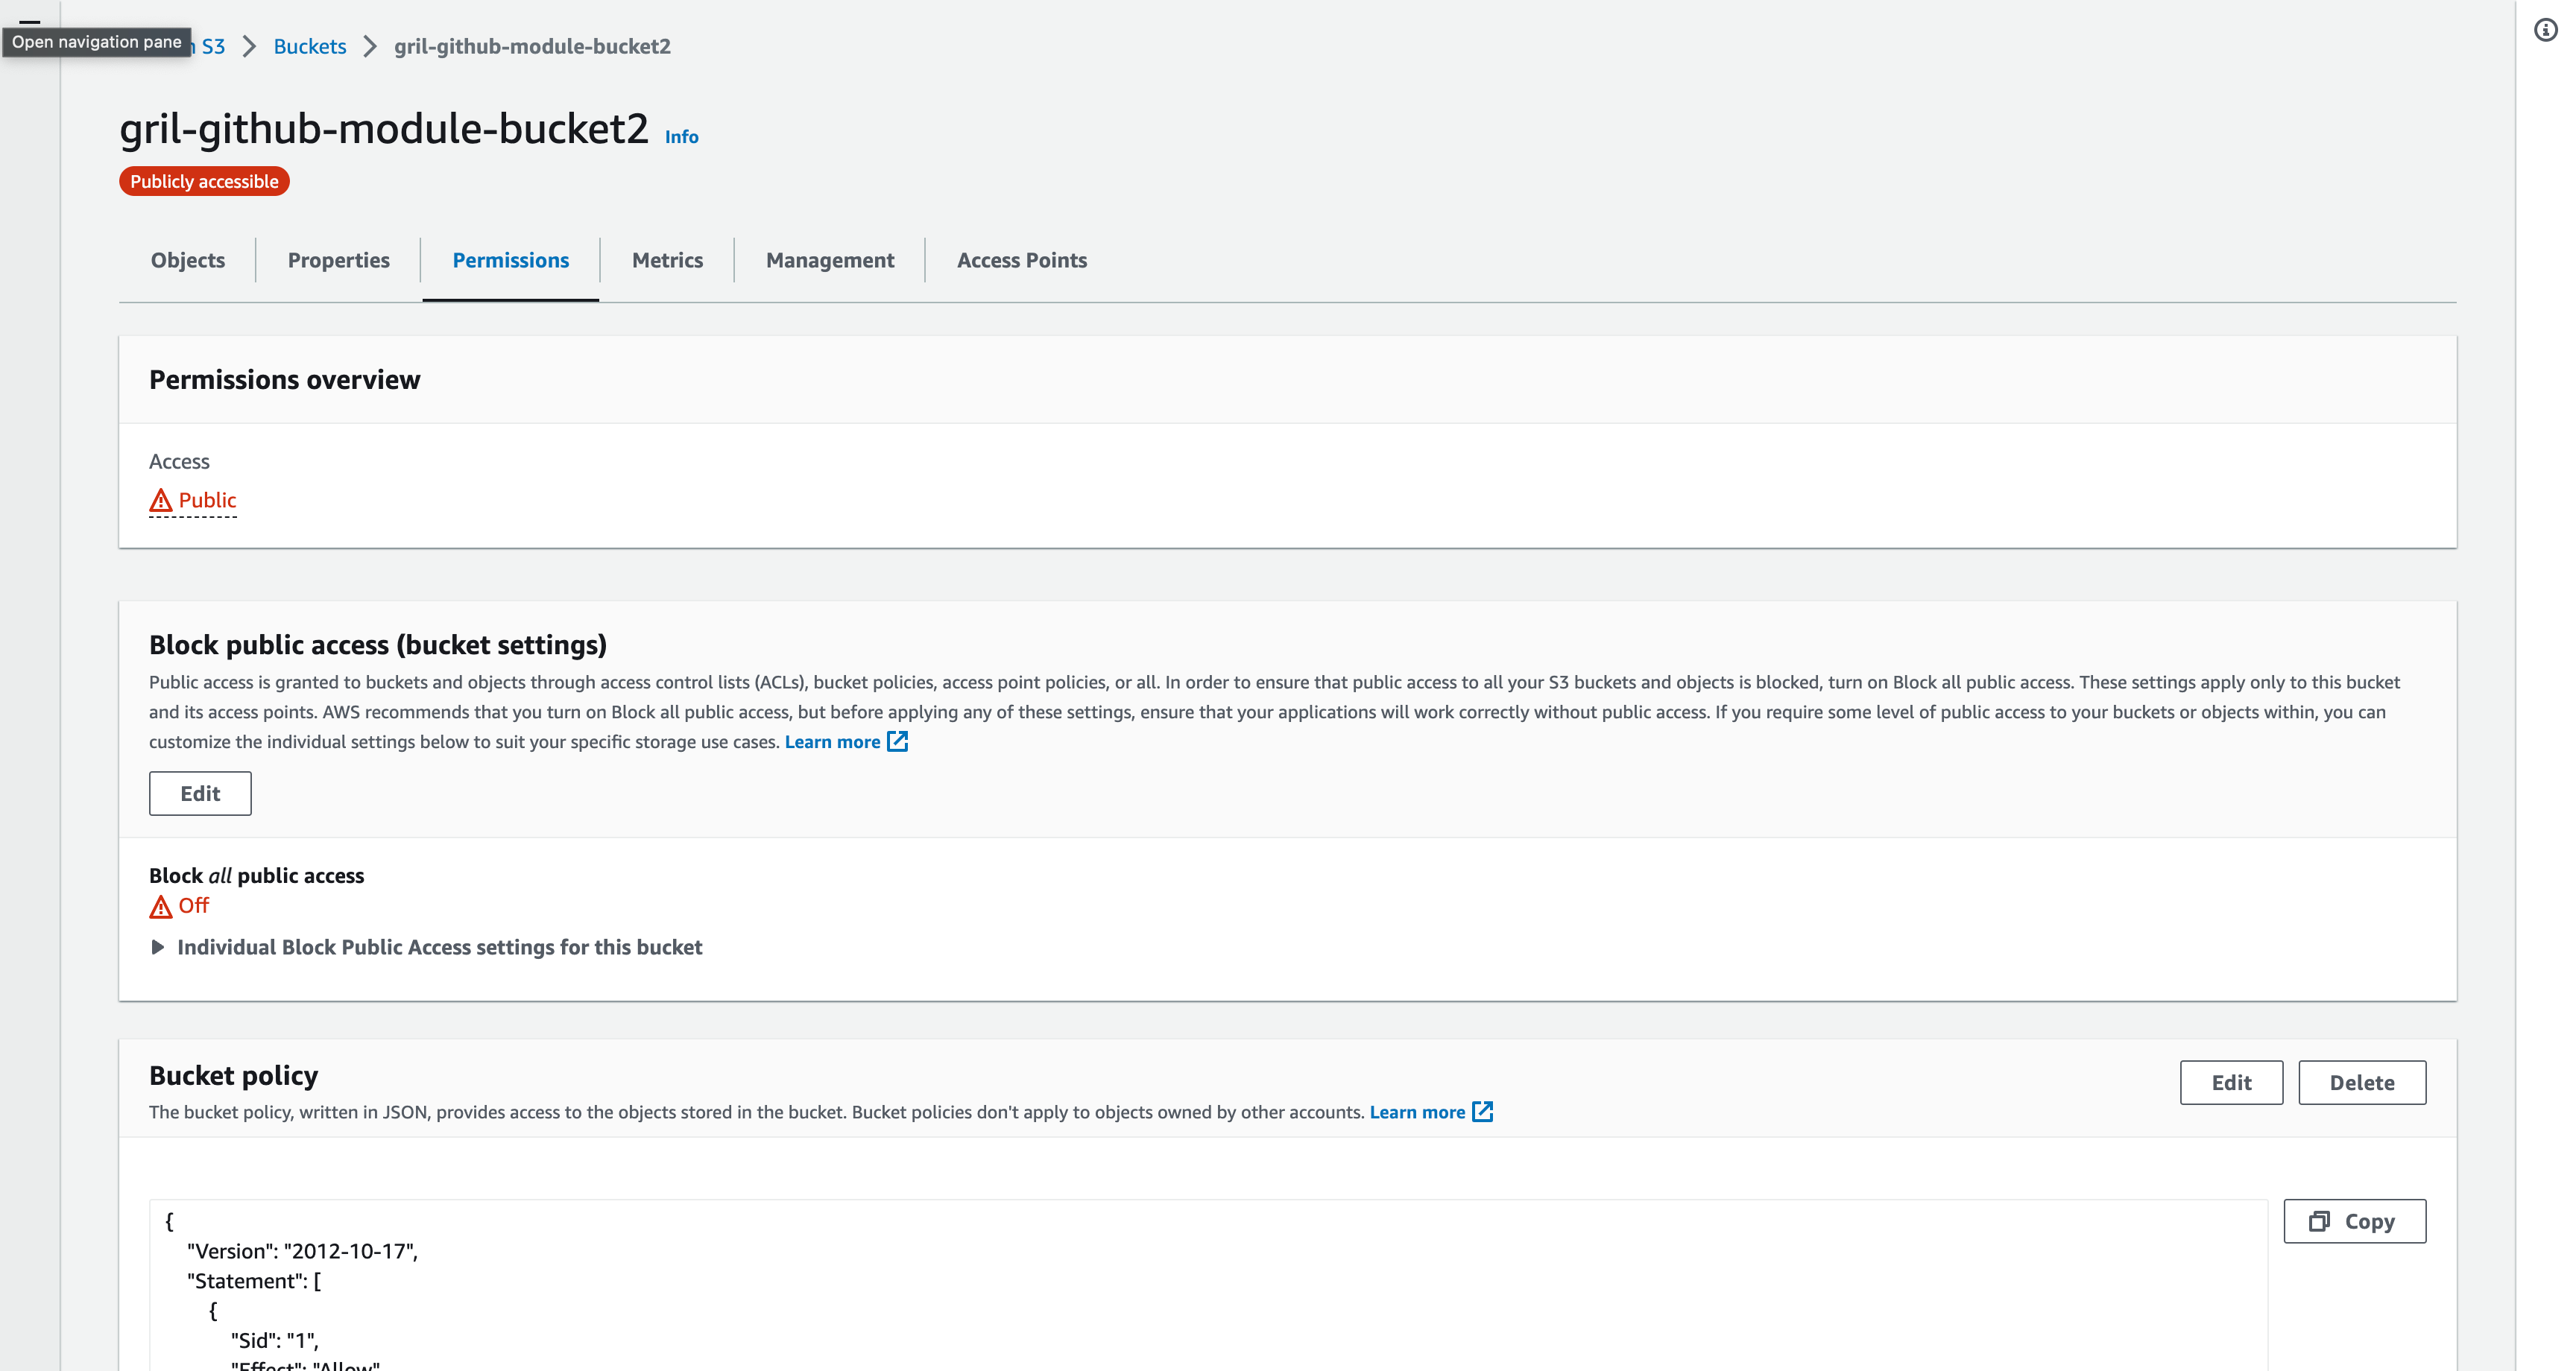 Open navigation pane
S3 > Buckets > gril-github-module-bucket2
gril-github-module-bucket2 Info
Publicly accessible
Objects Properties Permissions Metrics Management Access Points
Permissions overview
Access
Public
Block public access (bucket settings)
Public access is granted to buckets and objects through access control lists (ACLs), bucket policies, access point policies, or all. In order to ensure that public access to all your S3 buckets and objects is blocked, turn on Block all public access. These settings apply only to this bucket
and its access points. AWS recommends that you turn on Block all public access, but before applying any of these settings, ensure that your applications will work correctly without public access. If you require some level of public access to your buckets or objects within, you can
customize the individual settings below to suit your specific storage use cases. Learn more
Edit
Block all public access
Off
Individual Block Public Access settings for this bucket
Bucket policy
Edit Delete
The bucket policy, written in JSON, provides access to the objects stored in the bucket. Bucket policies don't apply to objects owned by other accounts. Learn more
Copy
{
"Version": "2012-10-17",
"Statement": [
{
"Sid": "1",
"Effect": "Allow"